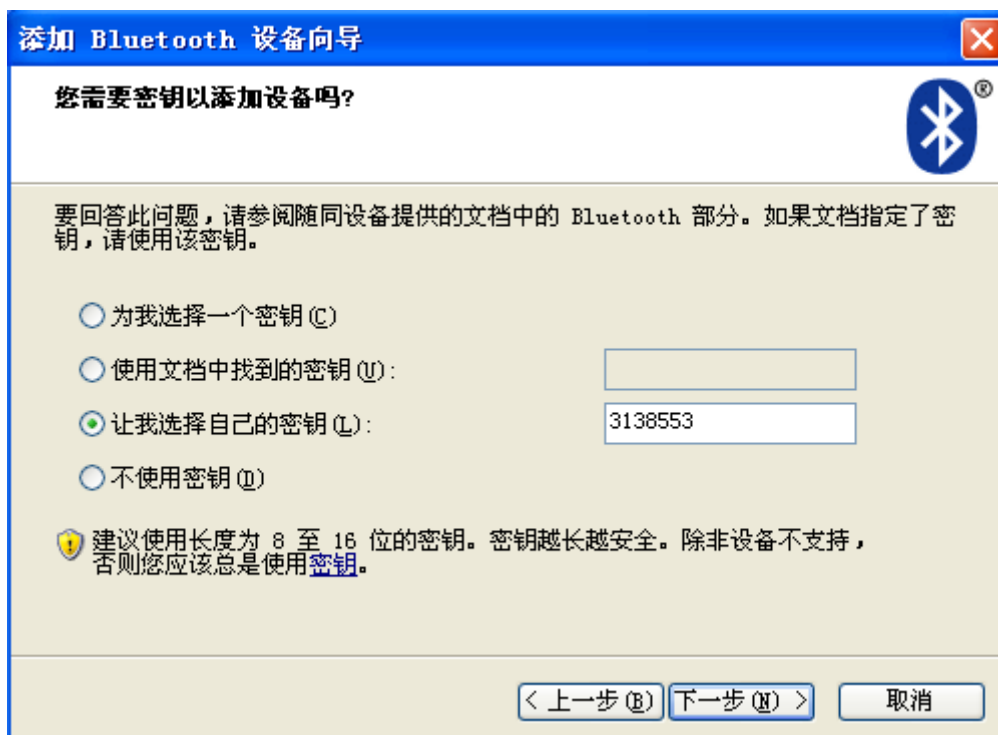 添加 Bluetooth 设备向导
您需要密钥以添加设备吗?
®
要回答此问题，请参阅随同设备提供的文档中的 Bluetooth 部分。如果文档指定了密
钥，请使用该密钥。
为我选择一个密钥(C)
使用文档中找到的密钥(U):
让我选择自己的密钥(L): 3138553
不使用密钥(D)
建议使用长度为 8 至 16 位的密钥。密钥越长越安全。除非设备不支持，
否则您应该总是使用密钥。
< 上一步(B) 下一步(N) > 取消